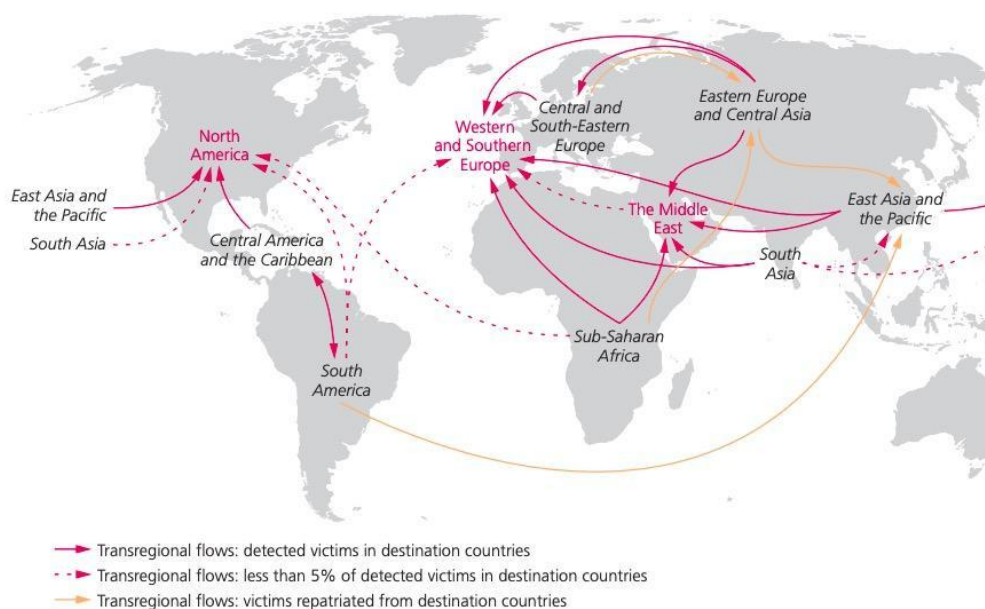 North
America
East Asia and
the Pacific
South Asia
Central America
and the Caribbean
South
America
Western
and Southern
Europe
Central and
South-Eastern
Europe
Eastern Europe
and Central Asia
The Middle
East
East Asia and
the Pacific
South
Asia
Sub-Saharan
Africa
Transregional flows: detected victims in destination countries
Transregional flows: less than 5% of detected victims in destination countries
Transregional flows: victims repatriated from destination countries